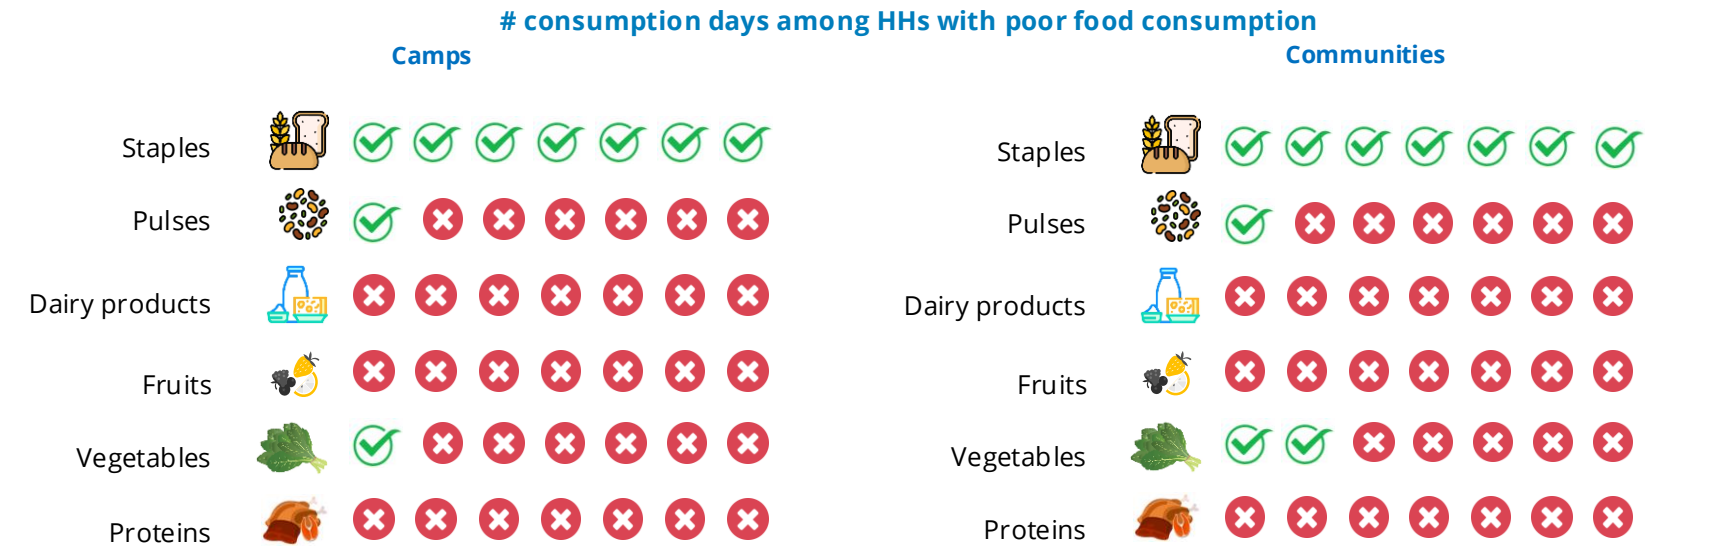 # consumption days among HHs with poor food consumption
Camps
Staples
Pulses
Dairy products
Fruits
Vegetables
Proteins
Communities
Staples
Pulses
Dairy products
Fruits
Vegetables
Proteins